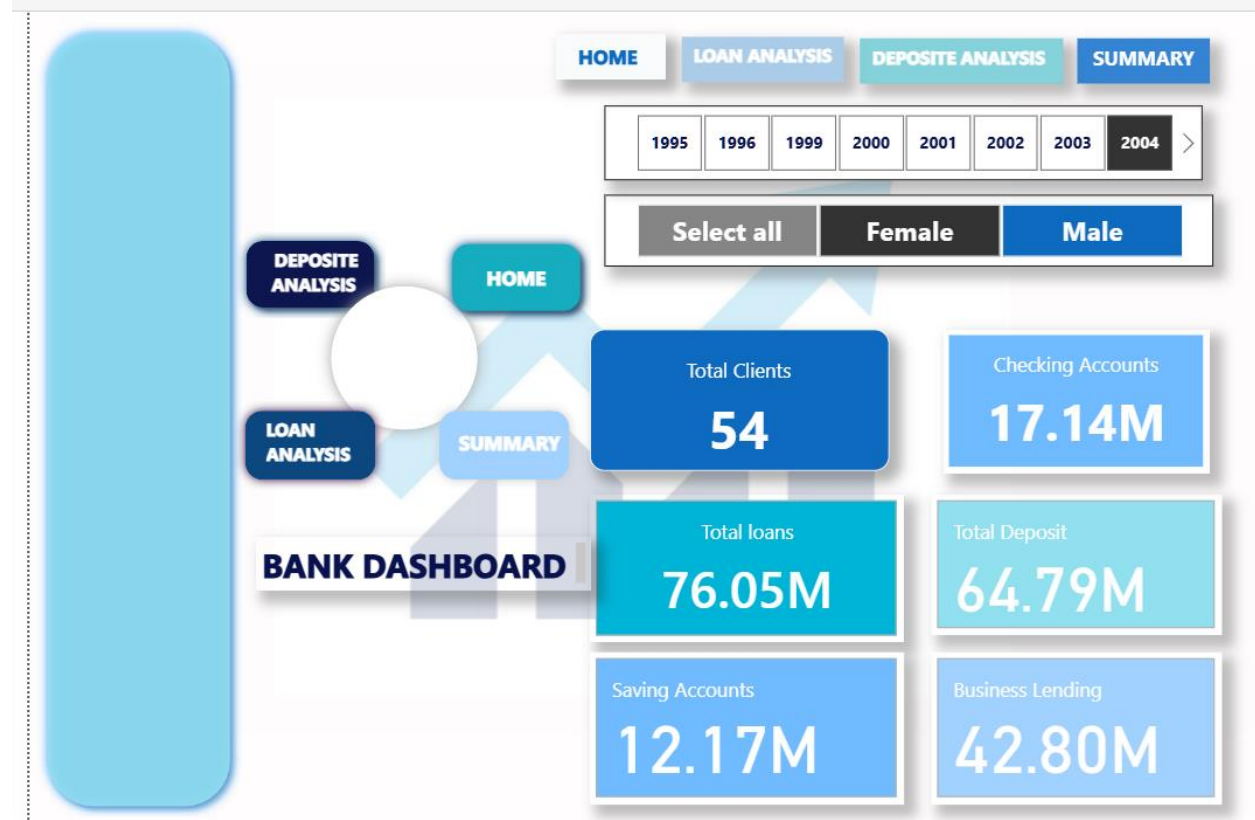 HOME
LOAN ANALYSIS
DEPOSITE ANALYSIS
SUMMARY
1995 1996 1999 2000 2001 2002 2003 2004
Select all Female Male
DEPOSITE
ANALYSIS
HOME
LOAN
ANALYSIS
SUMMARY
BANK DASHBOARD
Total Clients
54
Checking Accounts
17.14M
Total loans
76.05M
Total Deposit
64.79M
Saving Accounts
12.17M
Business Lending
42.80M